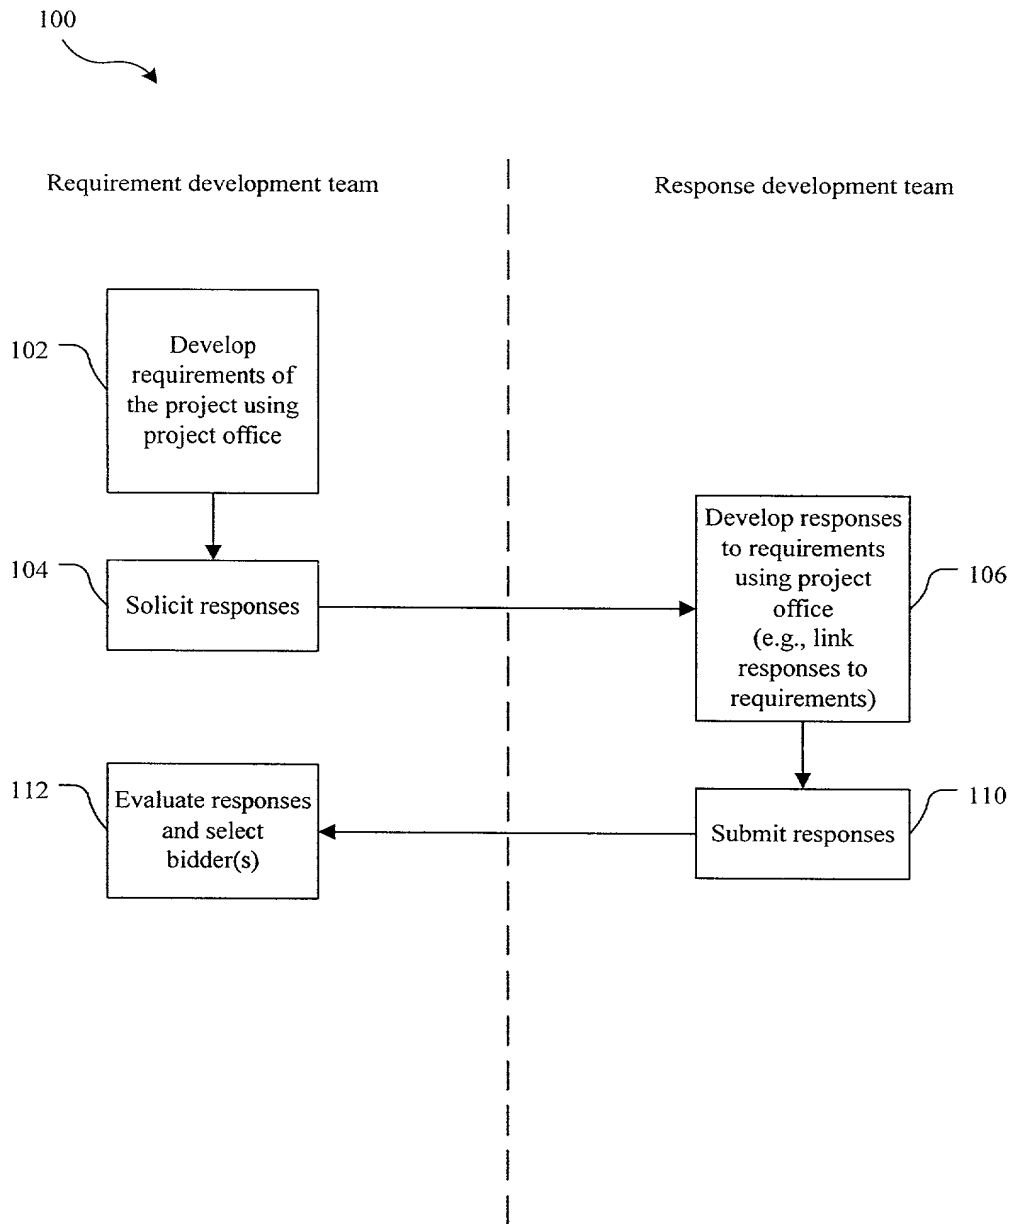 100
Requirement development team
Response development team
102
Develop
requirements of
the project using
project office
104
Solicit responses
Develop responses
to requirements
using project
office
(e.g., link
responses to
requirements)
106
112
Evaluate responses
and select
bidder(s)
Submit responses
110